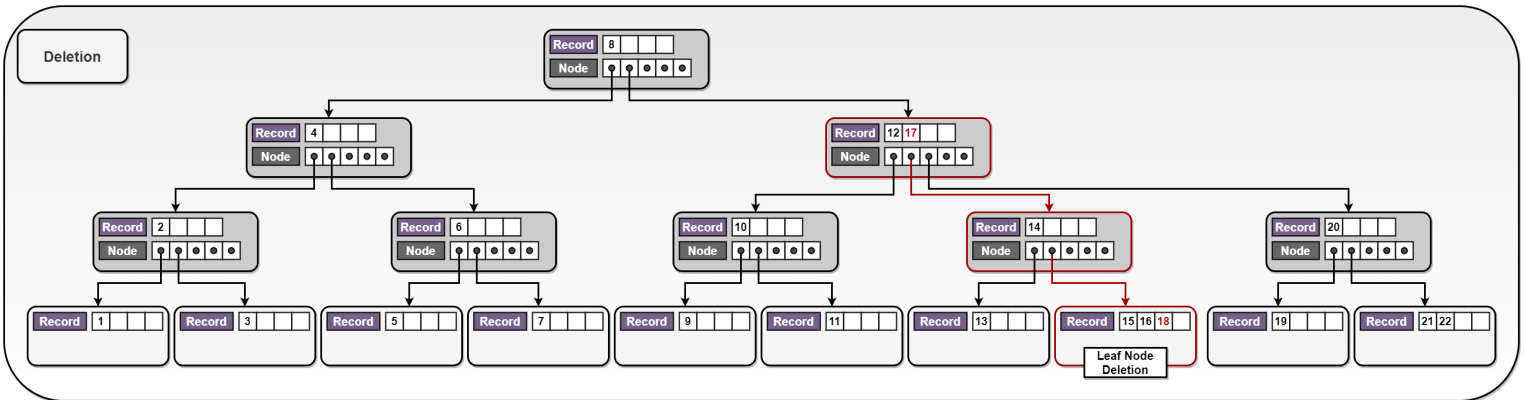 Deletion
Record 8
Node
Record 4
Node
Record 12 17
Node
Record 2
Node
Record 6
Node
Record 10
Node
Record 14
Node
Record 20
Node
Record 1
Record 3
Record 5
Record 7
Record 9
Record 11
Record 13
Record 15 16 18
Record 19
Record 21 22
Leaf Node
Deletion